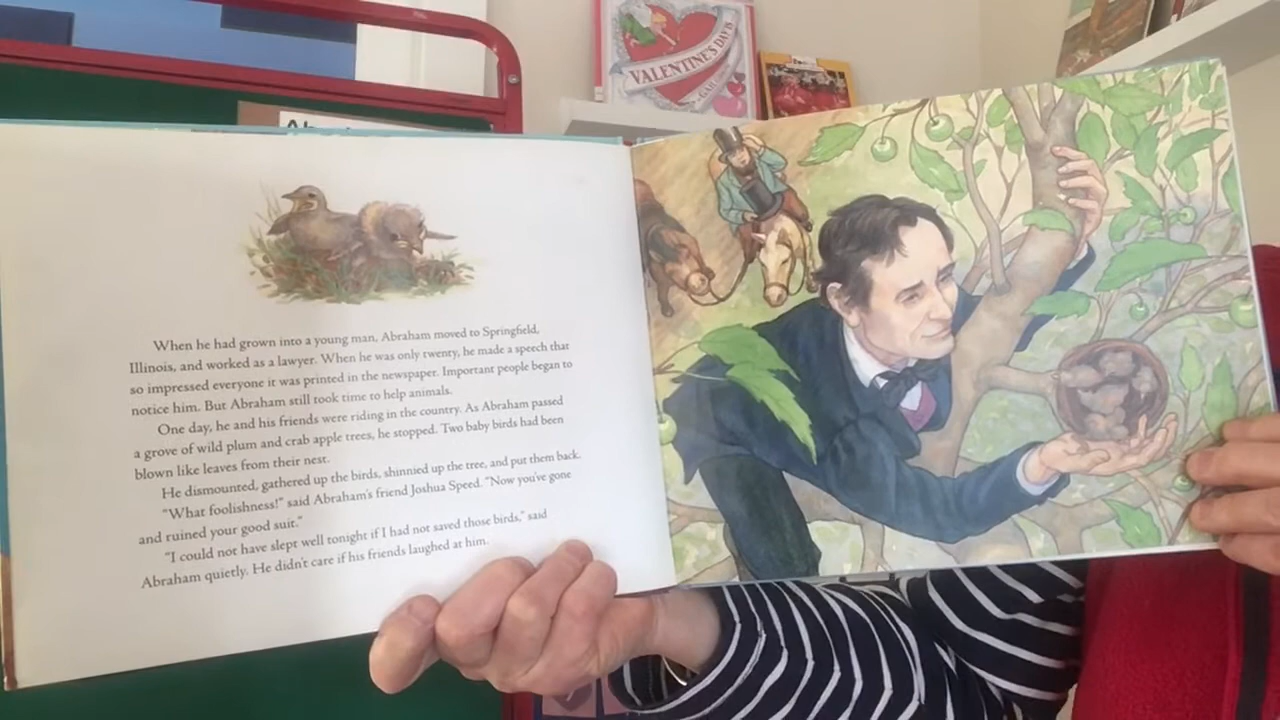 VALENTINE'S DAY IS
When he had grown into a young man, Abraham moved to Springfield,
Illinois, and worked as a lawyer. When he was only twenty, he made a speech that
so impressed everyone it was printed in the newspaper. Important people began to
notice him. But Abraham still took time to help animals.
One day, he and his friends were riding in the country. As Abraham passed
a grove of wild plum and crab apple trees, he stopped. Two baby birds had been
blown like leaves from their nest.
He dismounted, gathered up the birds, shinnied up the tree, and put them back.
"What foolishness!" said Abraham's friend Joshua Speed. "Now you've gone
and ruined your good suit."
"I could not have slept well tonight if I had not saved those birds," said
Abraham quietly. He didn't care if his friends laughed at him.